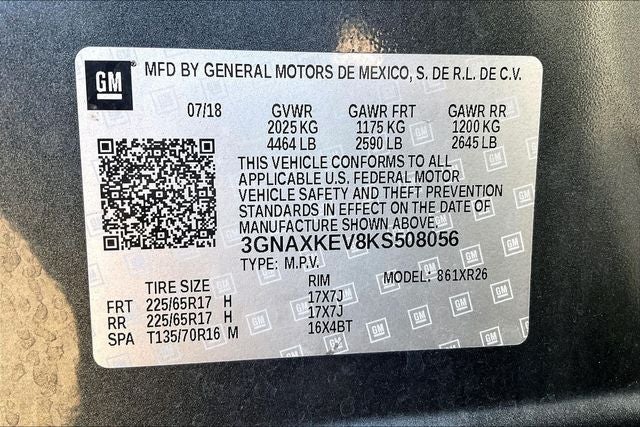 GM MFD BY GENERAL MOTORS DE MEXICO, S. DE R.L. DE C.V.
07/18 GVWR GAWR FRT GAWR RR
2025 KG 1175 KG 1200 KG
4464 LB 2590 LB 2645 LB
THIS VEHICLE CONFORMS TO ALL
APPLICABLE U.S. FEDERAL MOTOR
VEHICLE SAFETY AND THEFT PREVENTION
STANDARDS IN EFFECT ON THE DATE OF
MANUFACTURE SHOWN ABOVE.
3GNAXKEV8KS508056
TYPE: M.P.V. MODEL: 861XR26
TIRE SIZE RIM
FRT 225/65R17 H 17X7J
RR 225/65R17 H 17X7J
SPA T135/70R16 M 16X4BT